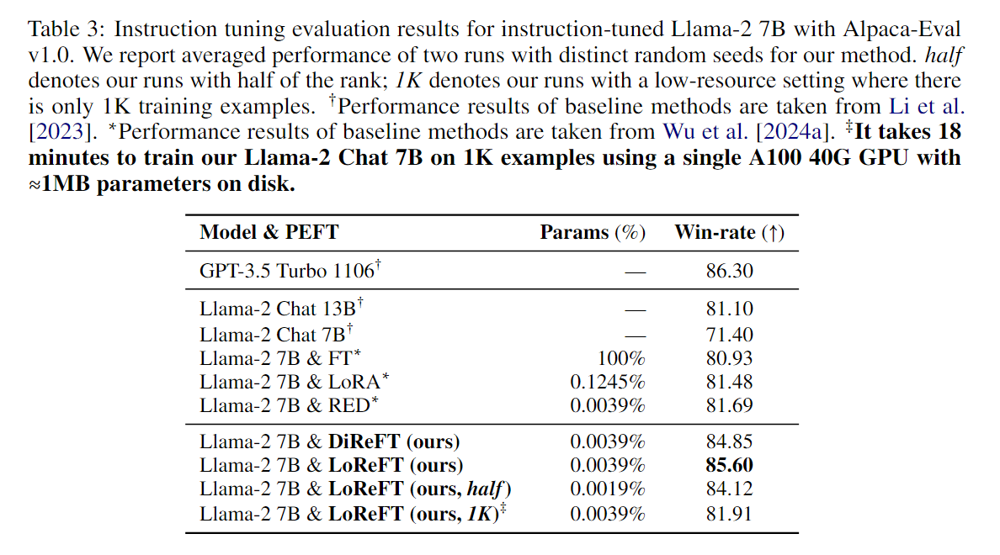 Table 3: Instruction tuning evaluation results for instruction-tuned Llama-2 7B with Alpaca-Eval
v1.0. We report averaged performance of two runs with distinct random seeds for our method. half
denotes our runs with half of the rank; 1K denotes our runs with a low-resource setting where there
is only 1K training examples. †Performance results of baseline methods are taken from Li et al.
[2023]. *Performance results of baseline methods are taken from Wu et al. [2024a]. ‡It takes 18
minutes to train our Llama-2 Chat 7B on 1K examples using a single A100 40G GPU with
≈1MB parameters on disk.
Model & PEFT Params (%) Win-rate (↑)
GPT-3.5 Turbo 1106† — 86.30
Llama-2 Chat 13B† — 81.10
Llama-2 Chat 7B† — 71.40
Llama-2 7B & FT* 100% 80.93
Llama-2 7B & LoRA* 0.1245% 81.48
Llama-2 7B & RED* 0.0039% 81.69
Llama-2 7B & DiReFT (ours) 0.0039% 84.85
Llama-2 7B & LoReFT (ours) 0.0039% 85.60
Llama-2 7B & LoReFT (ours, half) 0.0019% 84.12
Llama-2 7B & LoReFT (ours, 1K)‡ 0.0039% 81.91